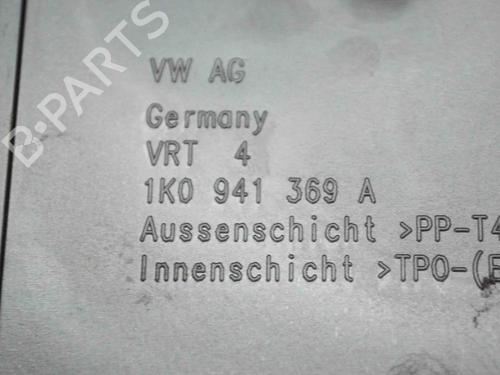 B-PARTS
VW AG
Germany
VRT 4
1K0 941 369 A
Aussenschicht >PP-T4
Innenschicht >TPO-(E